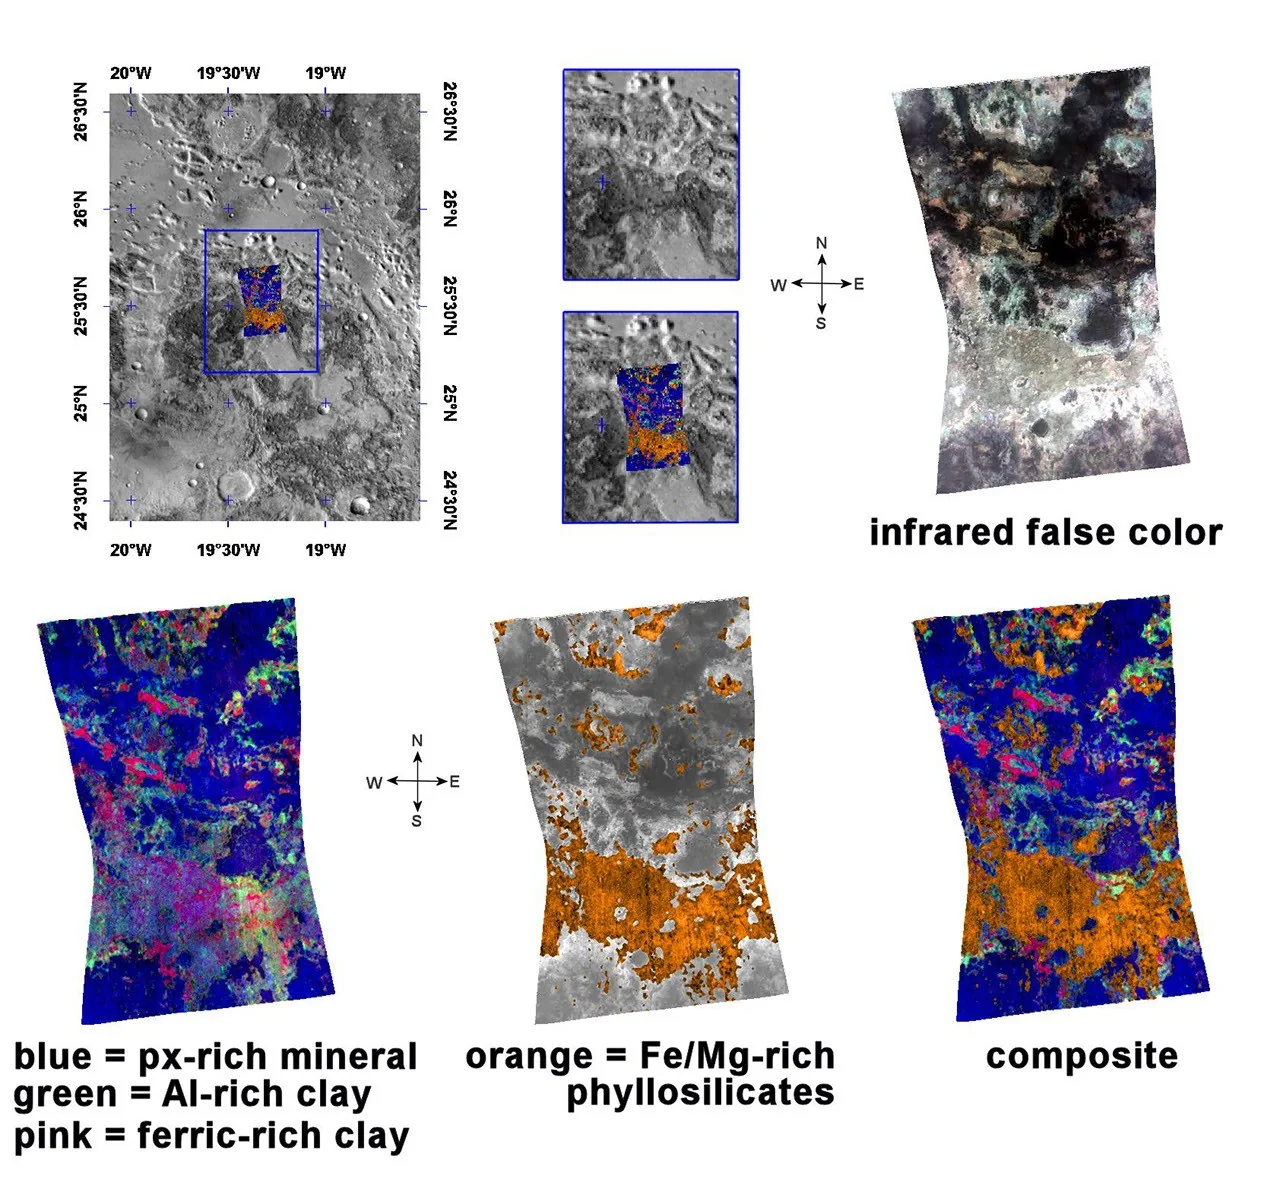 20°W 19°30'W 19°W
26°30'N 26°30'N
26°N 26°N
25°30'N 25°30'N
25°N 25°N
24°30'N 24°30'N
20°W 19°30'W 19°W
N
W E
S
infrared false color
N
W E
S
blue = px-rich mineral
green = Al-rich clay
pink = ferric-rich clay
orange = Fe/Mg-rich
phyllosilicates
composite